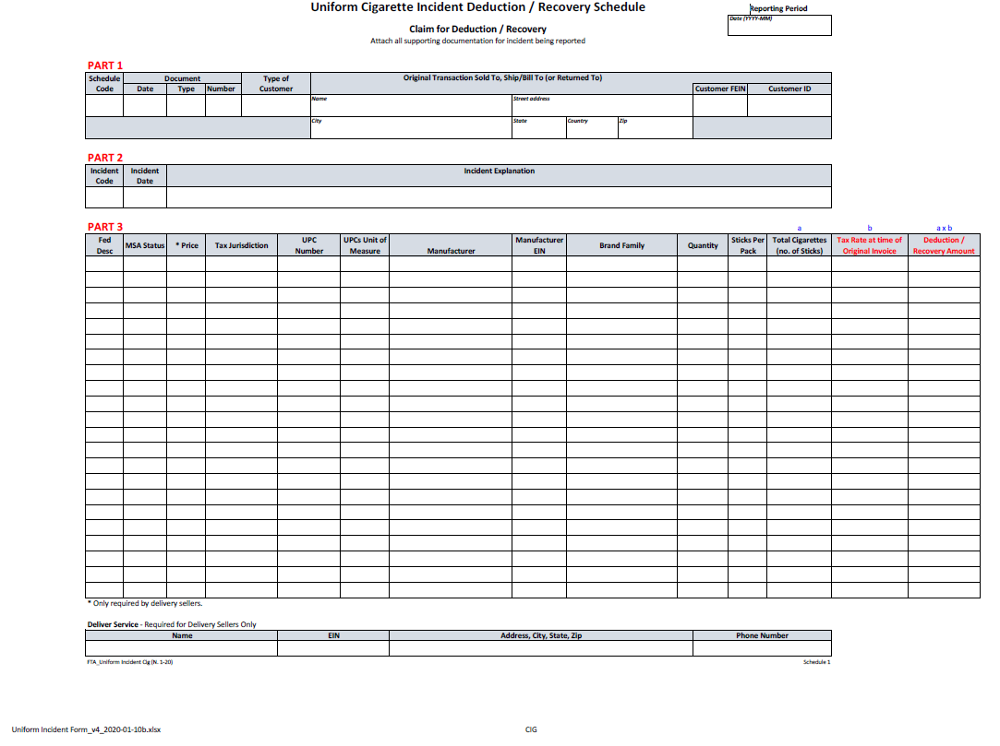 Uniform Cigarette Incident Deduction / Recovery Schedule
Reporting Period
Date (YYYY-MM)
Claim for Deduction / Recovery
Attach all supporting documentation for incident being reported
PART 1
Schedule Code
Document
Date
Type
Number
Type of Customer
Original Transaction Sold To, Ship/Bill To (or Returned To)
Customer FEIN
Customer ID
Name
Street address
City
State
Country
Zip
PART 2
Incident Code
Incident Date
Incident Explanation
PART 3
a
b
a x b
Fed Desc
MSA Status
* Price
Tax Jurisdiction
UPC Number
UPCs Unit of Measure
Manufacturer
Manufacturer EIN
Brand Family
Quantity
Sticks Per Pack
Total Cigarettes (no. of Sticks)
Tax Rate at time of Original Invoice
Deduction / Recovery Amount
* Only required by delivery sellers.
Deliver Service - Required for Delivery Sellers Only
Name
EIN
Address, City, State, Zip
Phone Number
FTA_Uniform Incident Cig (N. 1-20)
Schedule 1
Uniform Incident Form_v4_2020-01-10b.xlsx
CIG